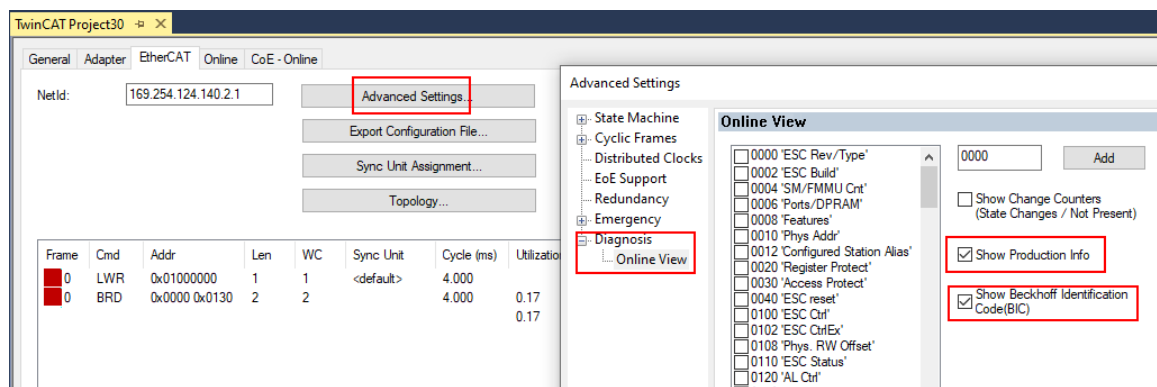 TwinCAT Project30
General Adapter EtherCAT Online CoE - Online
NetId: 169.254.124.140.2.1
Advanced Settings...
Export Configuration File...
Sync Unit Assignment...
Topology...
Frame Cmd Addr Len WC Sync Unit Cycle (ms)
0 LWR 0x01000000 1 1 <default> 4.000
0 BRD 0x0000 0x0130 2 2 4.000 0.17
0.17
Advanced Settings
State Machine
Cyclic Frames
Distributed Clocks
EoE Support
Redundancy
Emergency
Diagnosis
Online View
Online View
0000 'ESC Rev/Type'
0002 'ESC Build'
0004 'SM/FMMU Cnt'
0006 'Ports/DPRAM'
0008 'Features'
0010 'Phys Addr'
0012 'Configured Station Alias'
0020 'Register Protect'
0030 'Access Protect'
0040 'ESC reset'
0100 'ESC Ctrl'
0102 'ESC CtrlEx'
0108 'Phys. RW Offset'
0110 'ESC Status'
0120 'AL Ctrl'
0000 Add
Show Change Counters
(State Changes / Not Present)
Show Production Info
Show Beckhoff Identification
Code(BIC)